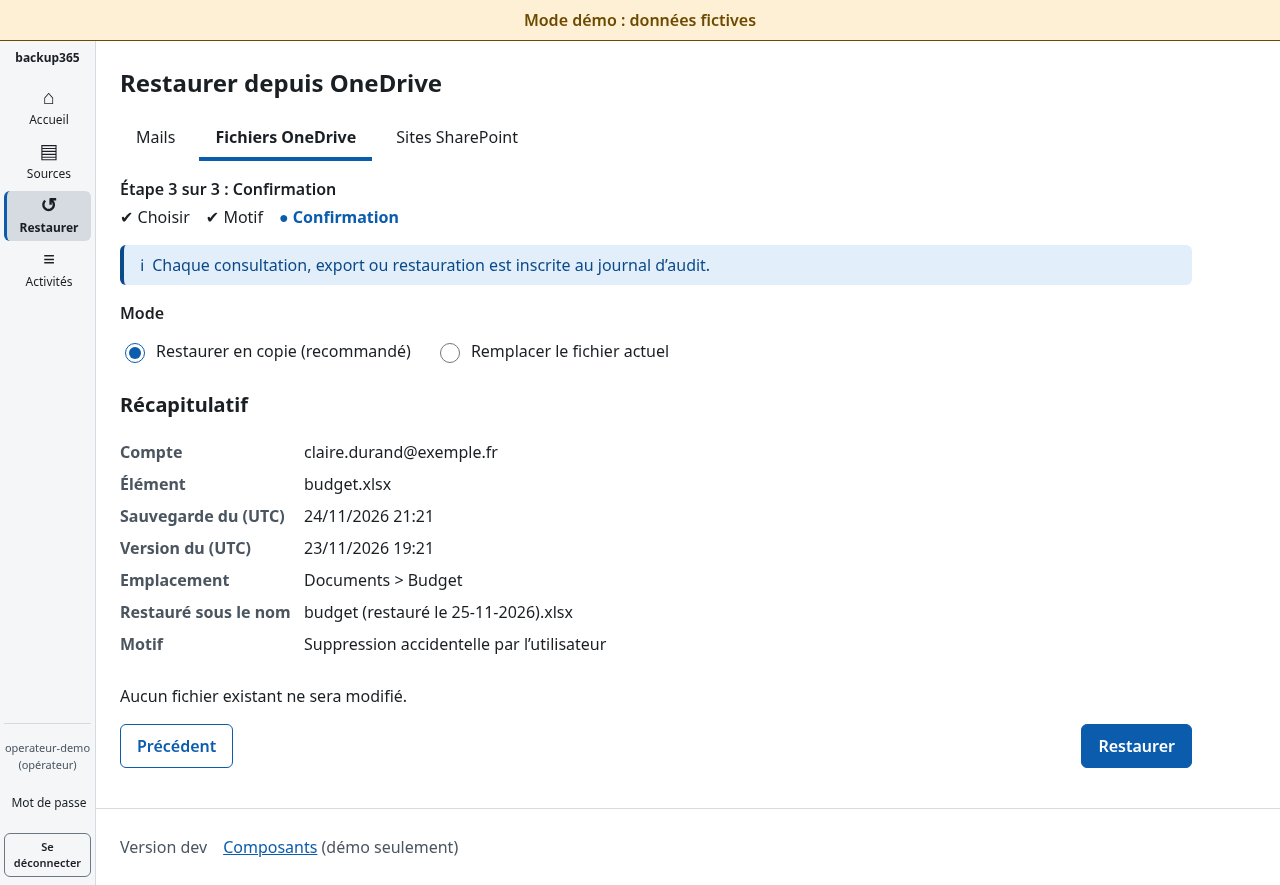 Mode démo : données fictives
backup365
Accueil
Sources
Restaurer
Activités
operateur-demo
(opérateur)
Mot de passe
Se
déconnecter
Restaurer depuis OneDrive
Mails
Fichiers OneDrive
Sites SharePoint
Étape 3 sur 3 : Confirmation
✔ Choisir ✔ Motif ● Confirmation
i Chaque consultation, export ou restauration est inscrite au journal d’audit.
Mode
Restaurer en copie (recommandé)
Remplacer le fichier actuel
Récapitulatif
Compte claire.durand@exemple.fr
Élément budget.xlsx
Sauvegarde du (UTC) 24/11/2026 21:21
Version du (UTC) 23/11/2026 19:21
Emplacement Documents > Budget
Restauré sous le nom budget (restauré le 25-11-2026).xlsx
Motif Suppression accidentelle par l’utilisateur
Aucun fichier existant ne sera modifié.
Précédent
Restaurer
Version dev Composants (démo seulement)